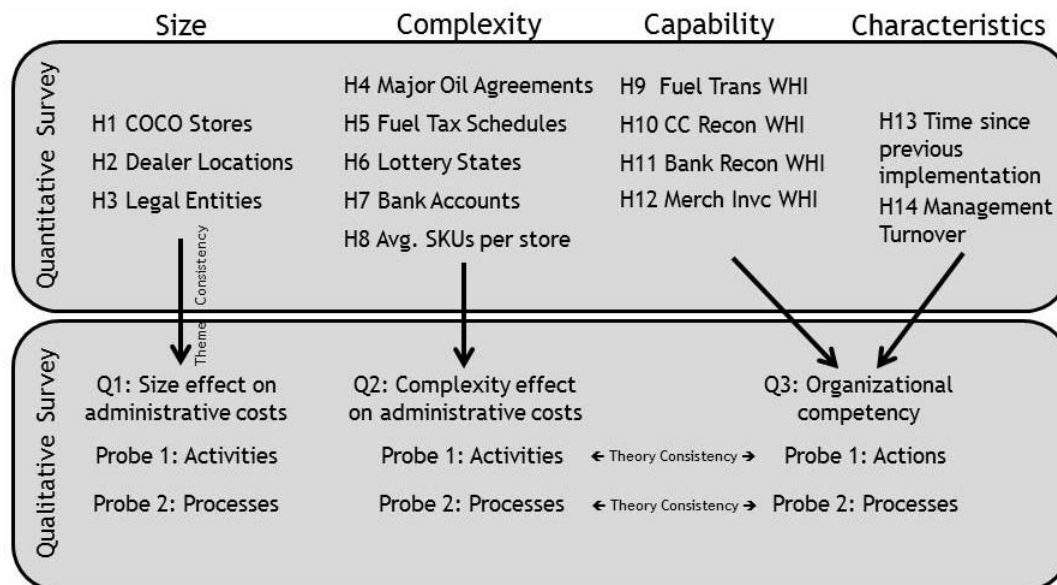 Size
Complexity
Capability
Characteristics
Quantitative Survey
H1 COCO Stores
H2 Dealer Locations
H3 Legal Entities
H4 Major Oil Agreements
H5 Fuel Tax Schedules
H6 Lottery States
H7 Bank Accounts
H8 Avg. SKUs per store
H9 Fuel Trans WHI
H10 CC Recon WHI
H11 Bank Recon WHI
H12 Merch Invc WHI
H13 Time since
previous
implementation
H14 Management
Turnover
Theme Consistency
Qualitative Survey
Q1: Size effect on
administrative costs
Probe 1: Activities
Probe 2: Processes
Q2: Complexity effect
on administrative costs
Probe 1: Activities
Probe 2: Processes
← Theory Consistency →
← Theory Consistency →
Q3: Organizational
competency
Probe 1: Actions
Probe 2: Processes